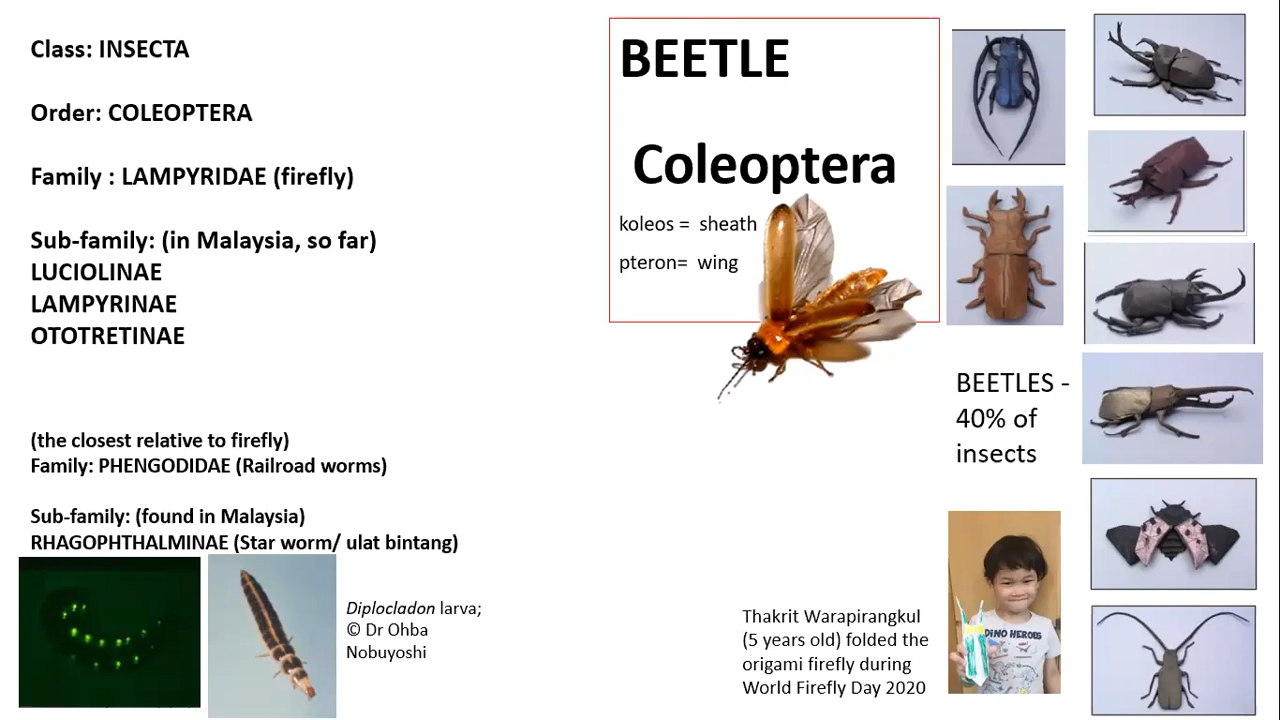 Class: INSECTA
Order: COLEOPTERA
Family : LAMPYRIDAE (firefly)
Sub-family: (in Malaysia, so far)
LUCIOLINAE
LAMPYRINAE
OTOTRETINAE
(the closest relative to firefly)
Family: PHENGODIDAE (Railroad worms)
Sub-family: (found in Malaysia)
RHAGOPHTHALMINAE (Star worm/ ulat bintang)
Diplocladon larva;
© Dr Ohba
Nobuyoshi
BEETLE
Coleoptera
koleos = sheath
pteron= wing
BEETLES -
40% of
insects
Thakrit Warapirangkul
(5 years old) folded the
origami firefly during
World Firefly Day 2020
DINO HEROES